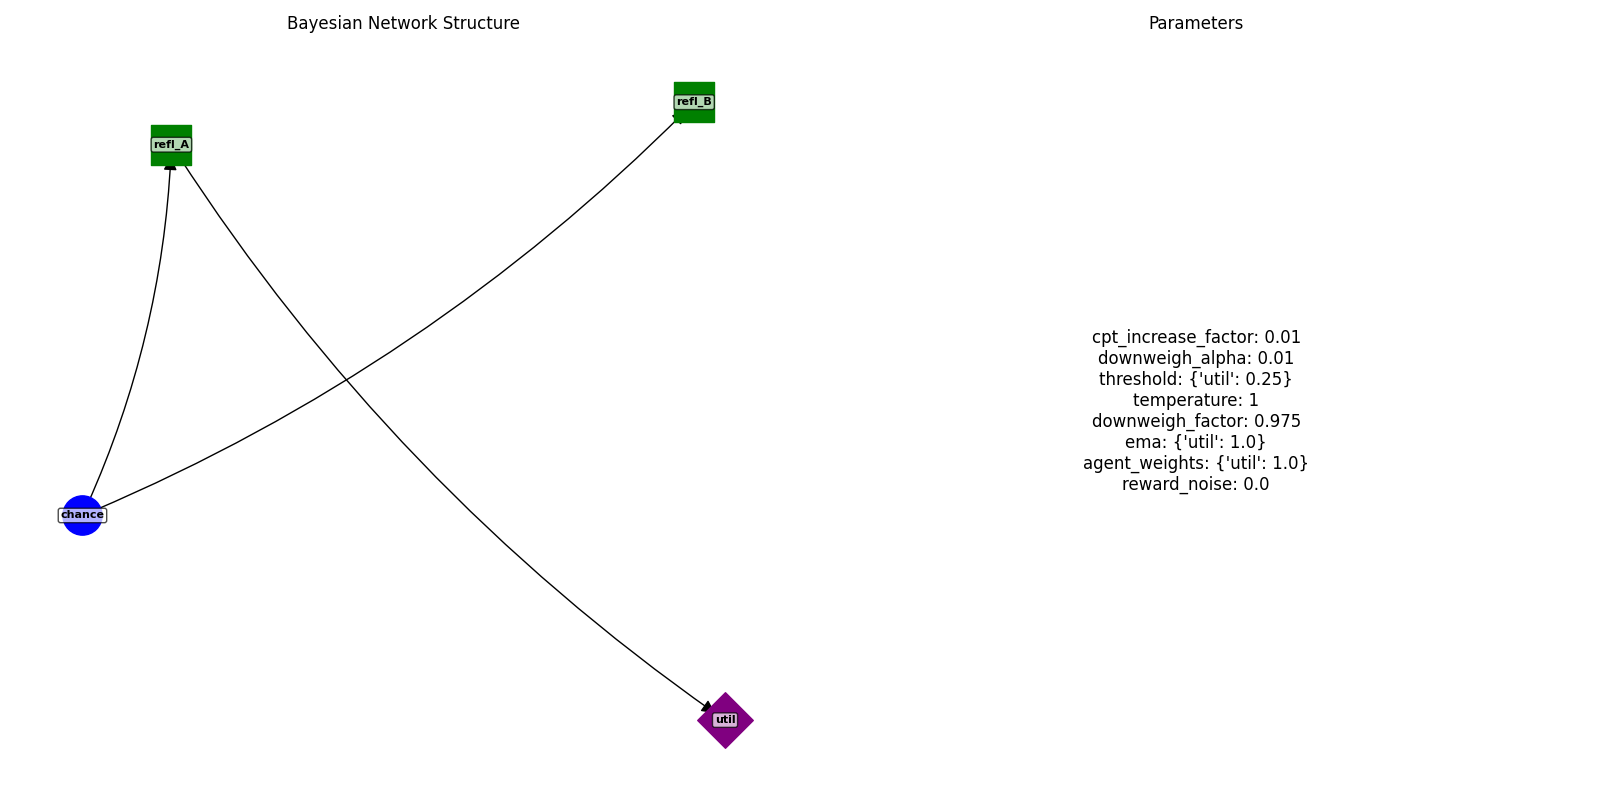 Bayesian Network Structure
refl_A
refl_B
chance
util
Parameters
cpt_increase_factor: 0.01
downweigh_alpha: 0.01
threshold: {'util': 0.25}
temperature: 1
downweigh_factor: 0.975
ema: {'util': 1.0}
agent_weights: {'util': 1.0}
reward_noise: 0.0